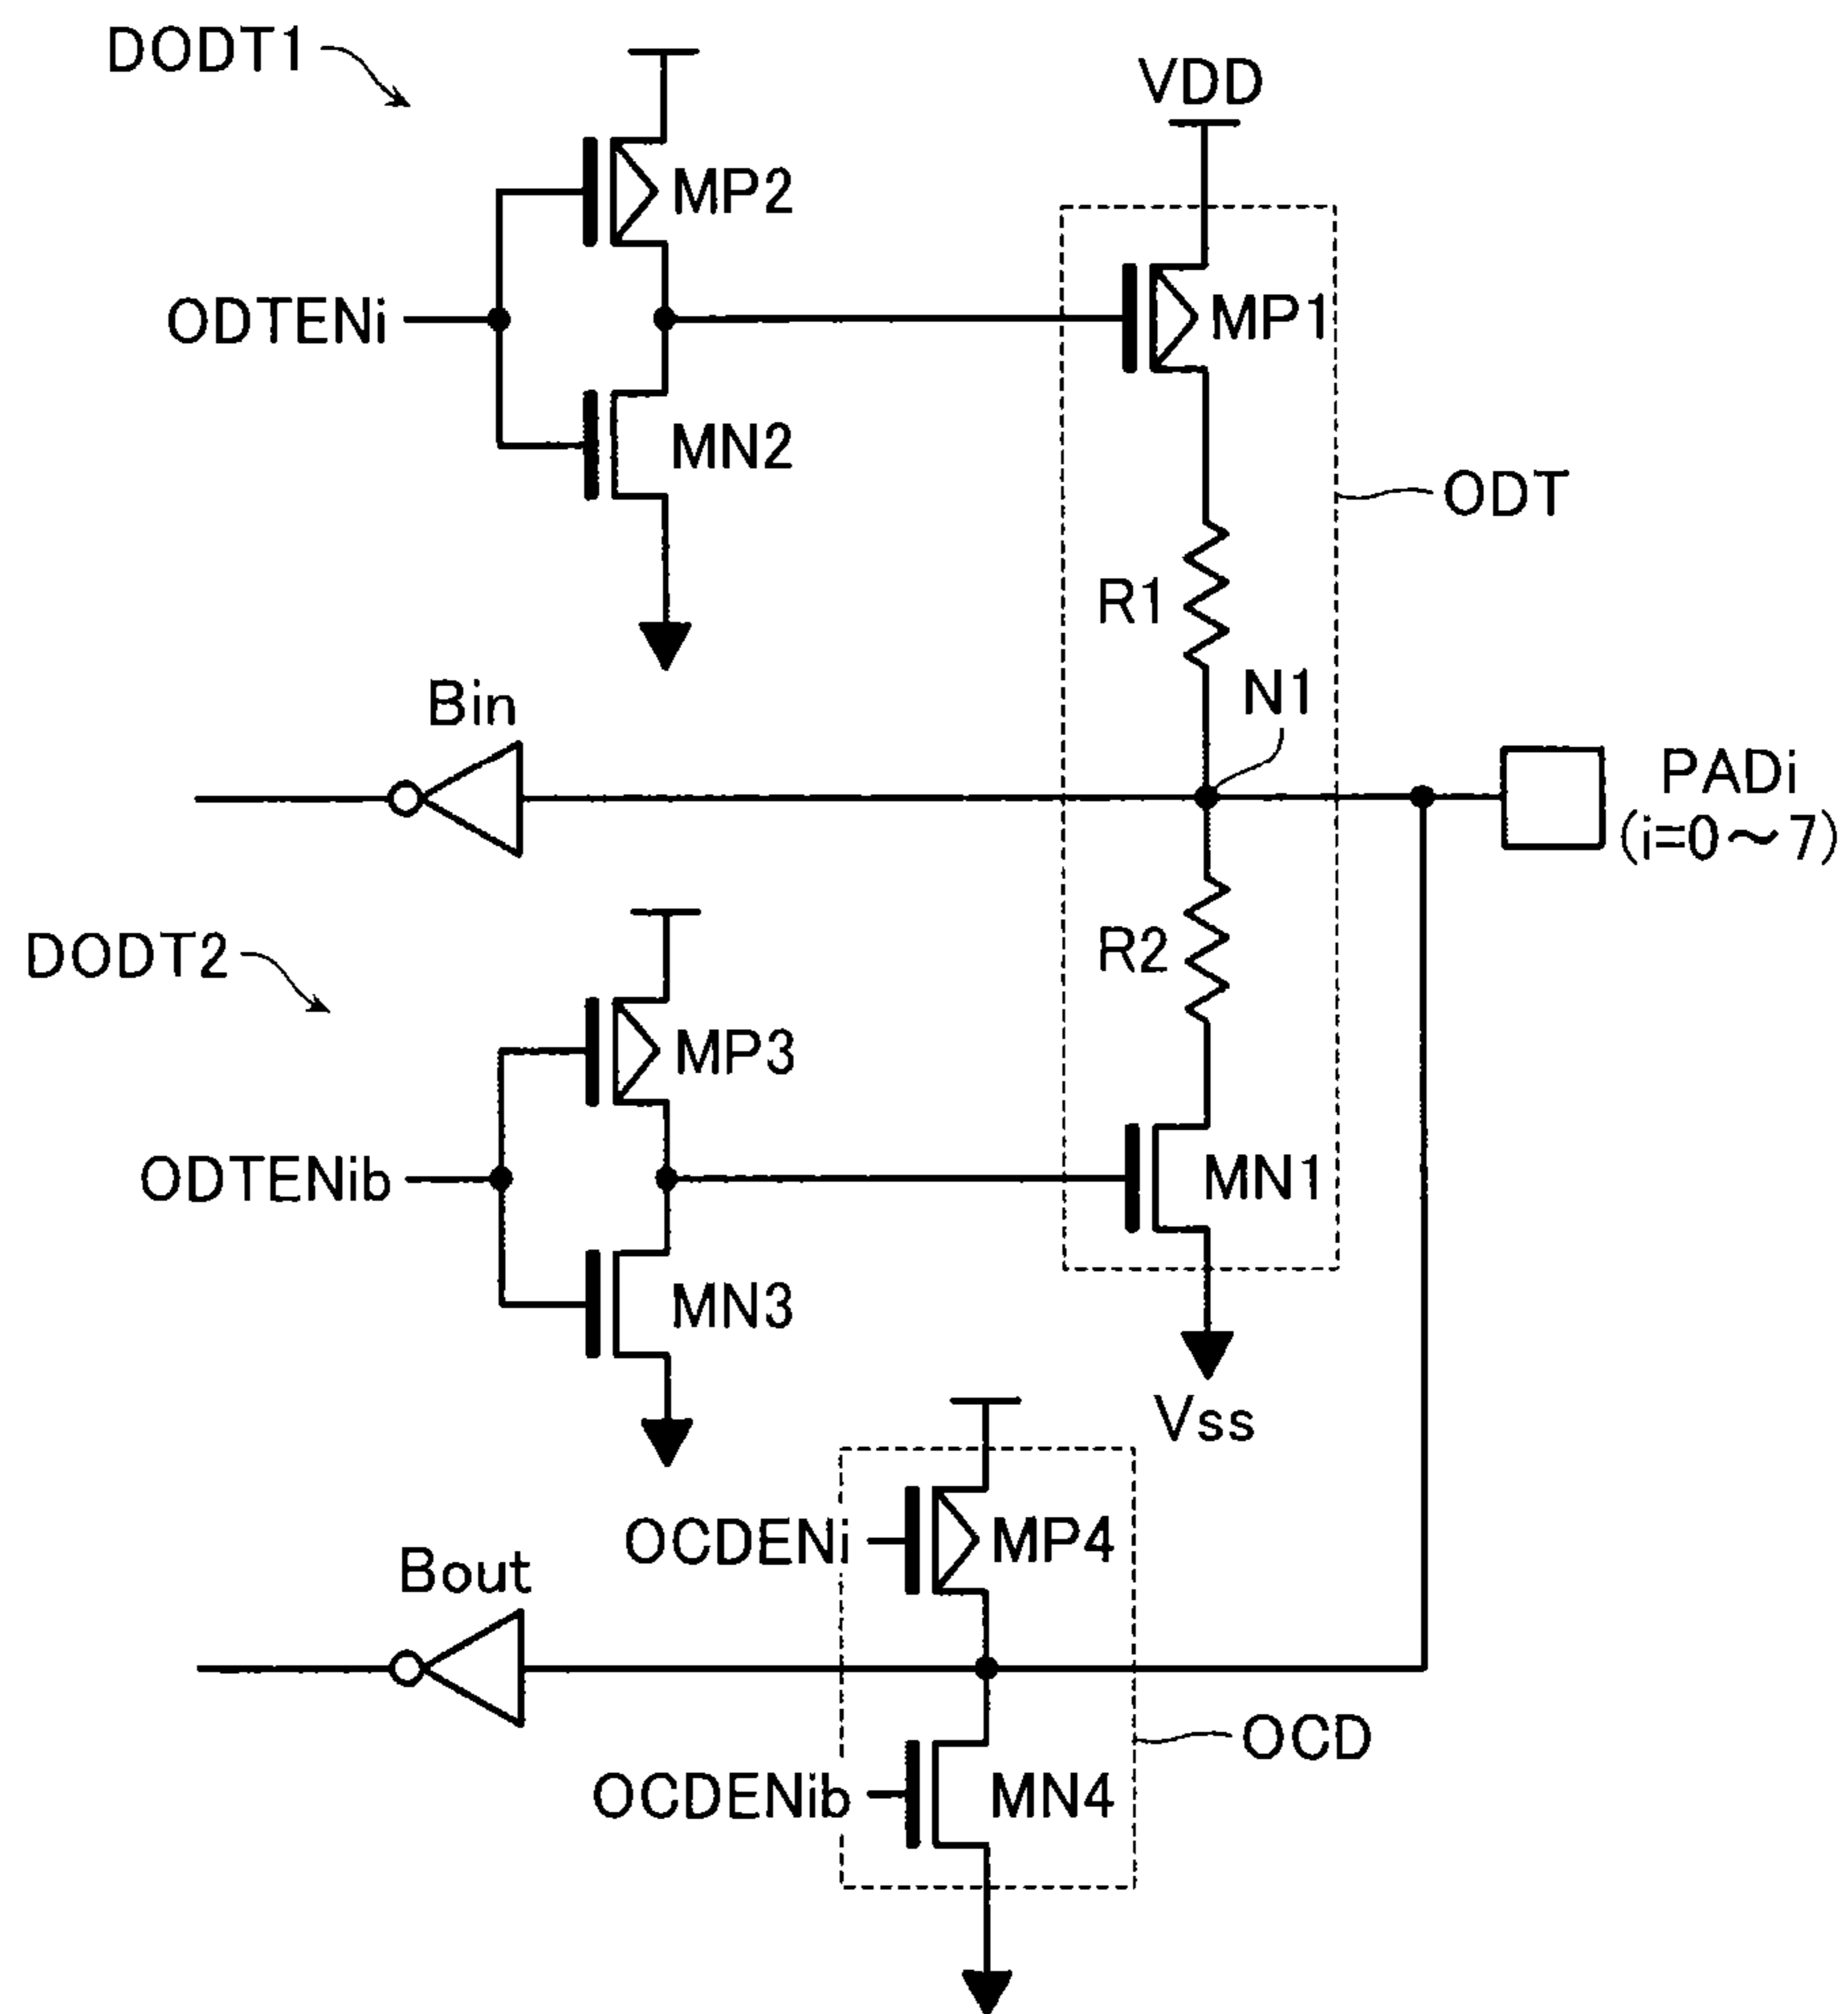 DODT1
VDD
MP2
MP1
ODTENi
MN2
ODT
R1
N1
Bin
PADi
(i=0～7)
R2
DODT2
MP3
ODTENib
MN1
MN3
Vss
OCDENi
MP4
Bout
OCD
OCDENib
MN4